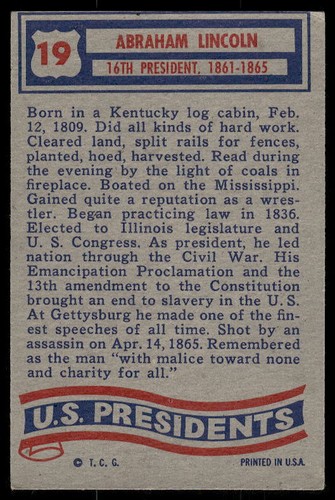 19
ABRAHAM LINCOLN
16TH PRESIDENT, 1861-1865
Born in a Kentucky log cabin, Feb.
12, 1809. Did all kinds of hard work.
Cleared land, split rails for fences,
planted, hoed, harvested. Read during
the evening by the light of coals in
fireplace. Boated on the Mississippi.
Gained quite a reputation as a wres-
tler. Began practicing law in 1836.
Elected to Illinois legislature and
U. S. Congress. As president, he led
nation through the Civil War. His
Emancipation Proclamation and the
13th amendment to the Constitution
brought an end to slavery in the U. S.
At Gettysburg he made one of the fin-
est speeches of all time. Shot by an
assassin on Apr. 14, 1865. Remembered
as the man "with malice toward none
and charity for all."
U.S. PRESIDENTS
© T. C. G.
PRINTED IN U.S.A.